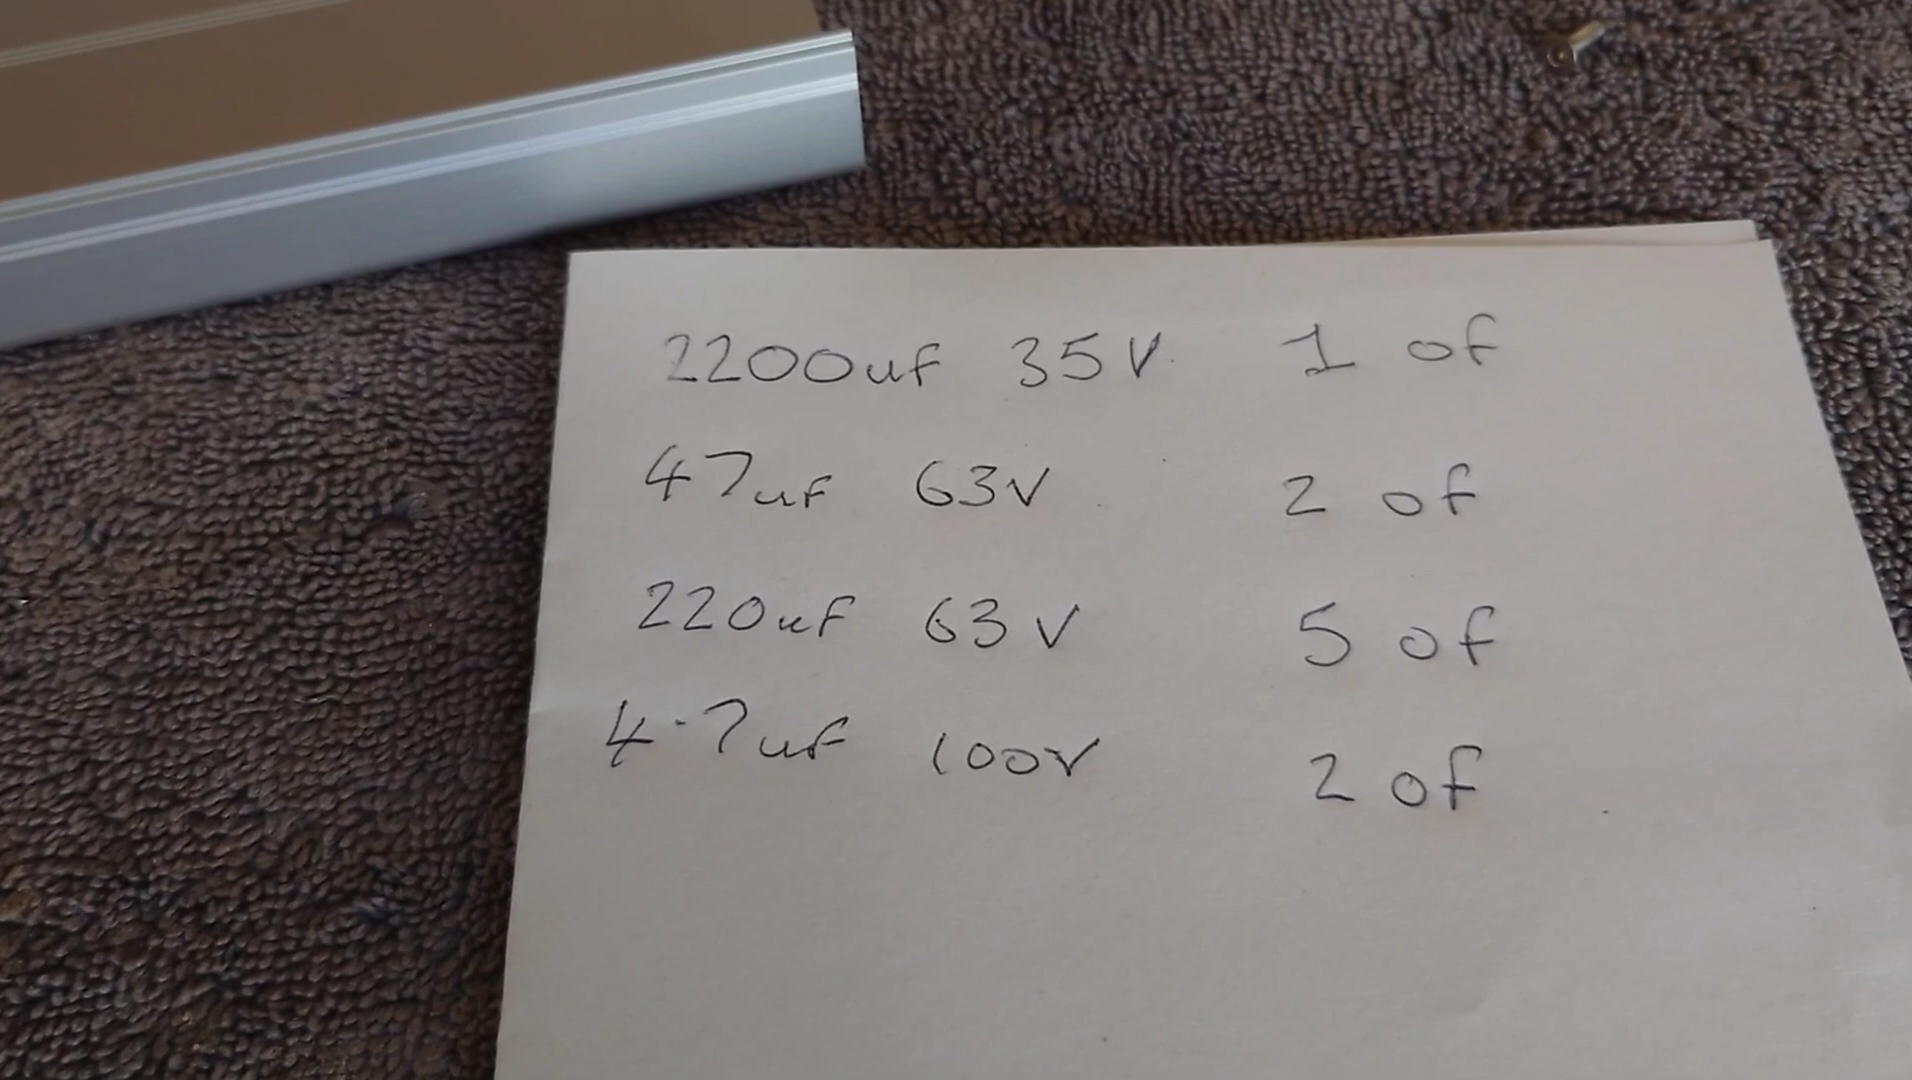 2200uf 35V 1 of
47uf 63V 2 of
220uf 63V 5 of
4.7uf 100V 2 of